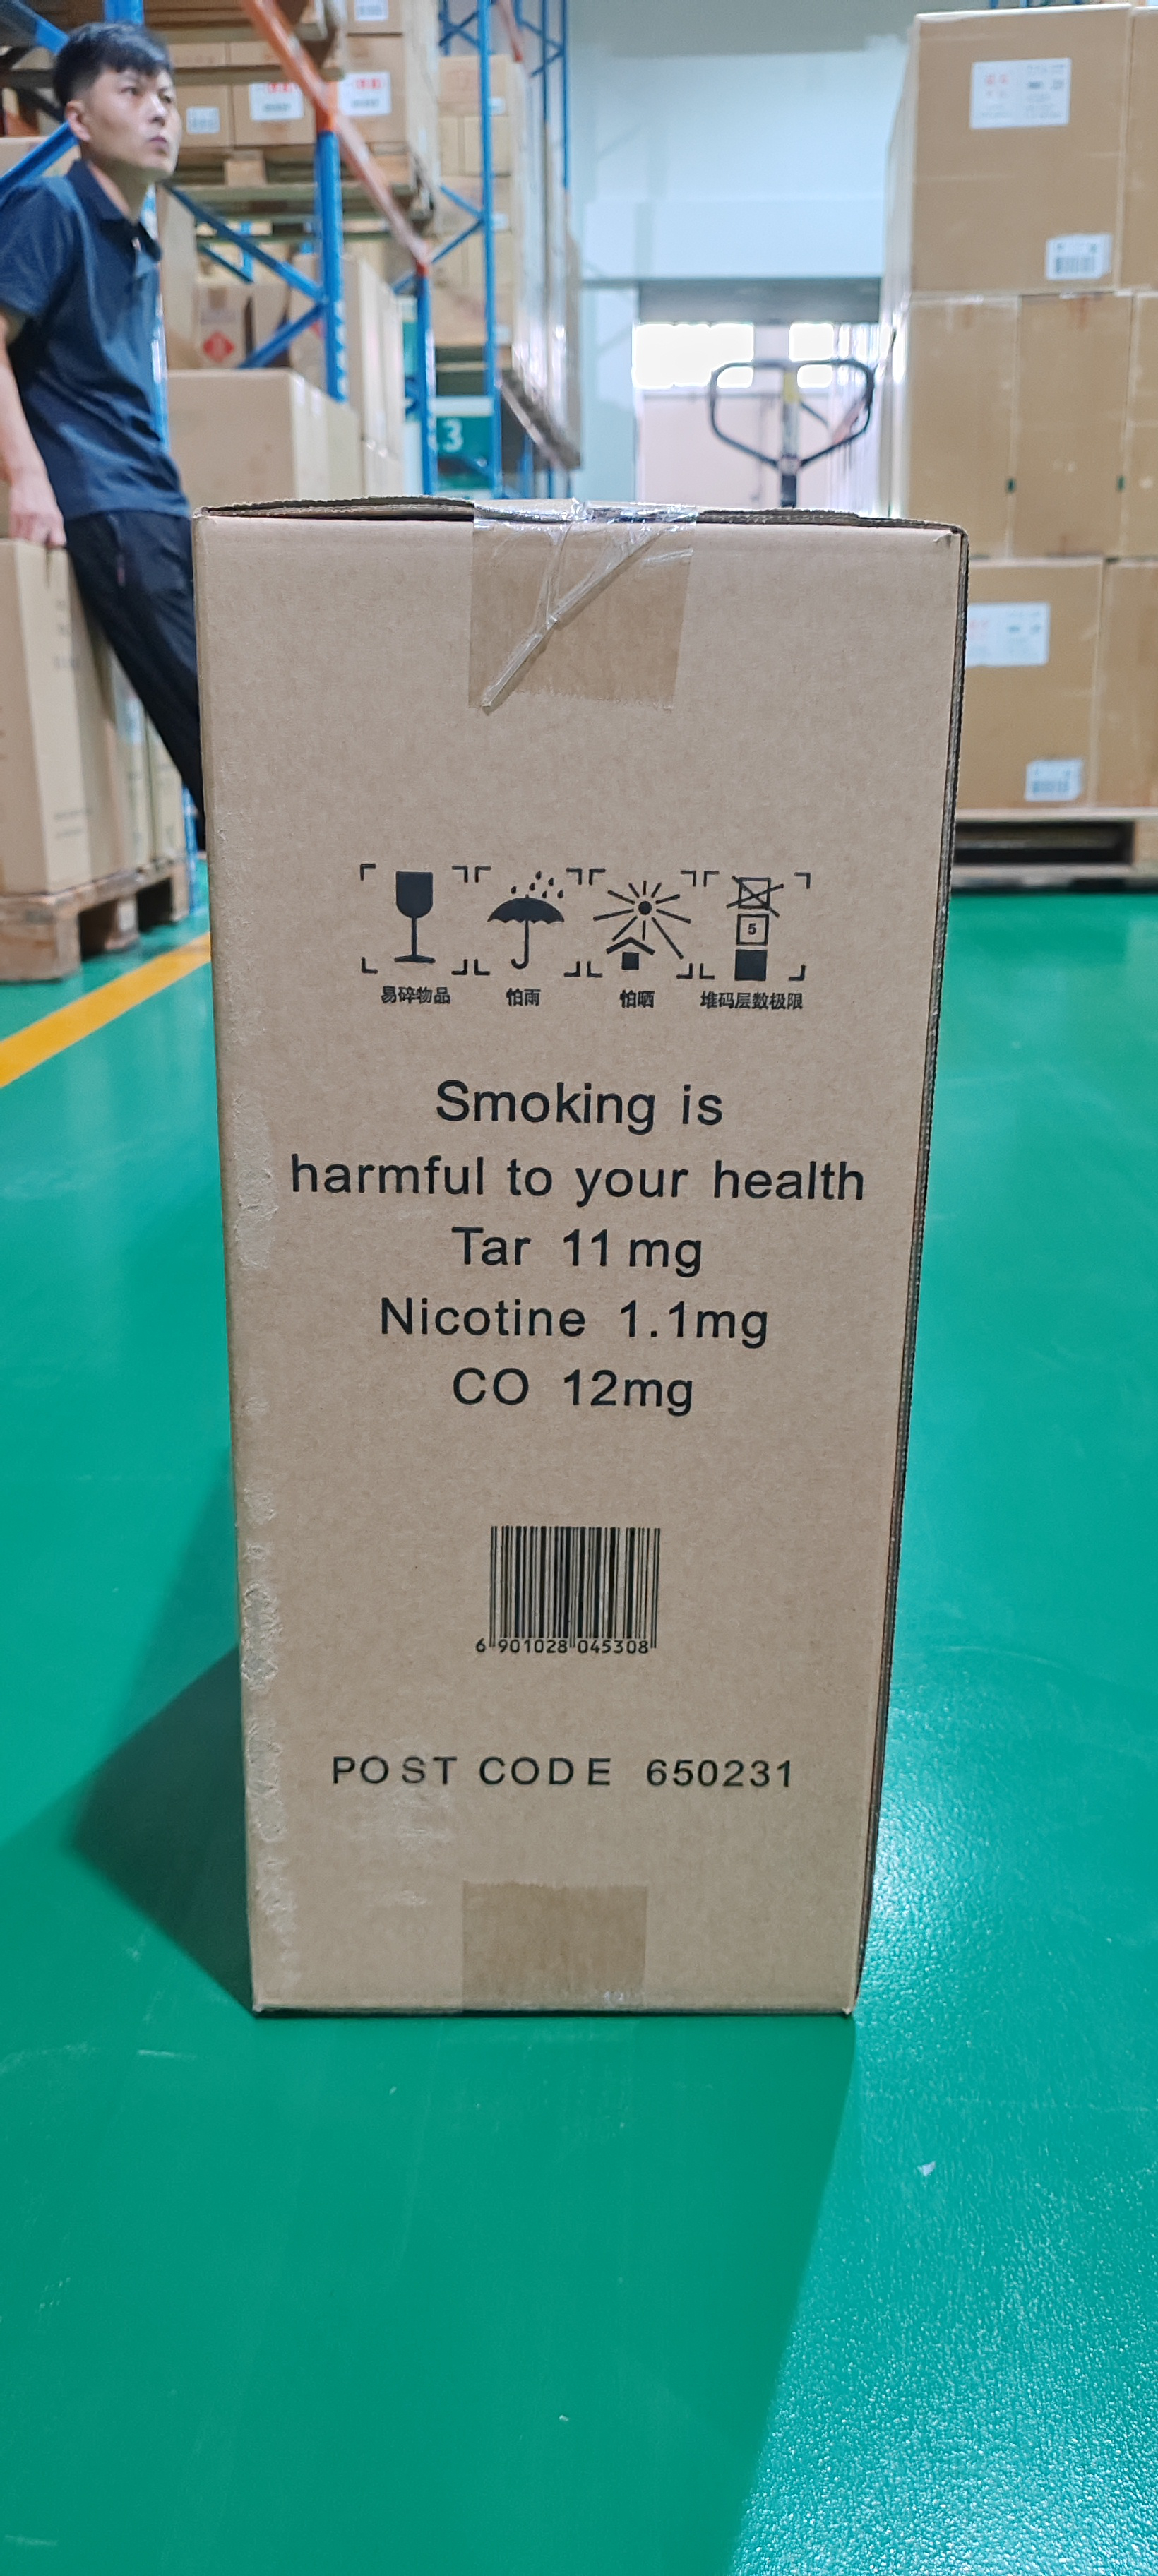 3
5
易碎物品 怕雨 怕晒 堆码层数极限
Smoking is
harmful to your health
Tar 11mg
Nicotine 1.1mg
CO 12mg
6 901028 045308
POST CODE 650231